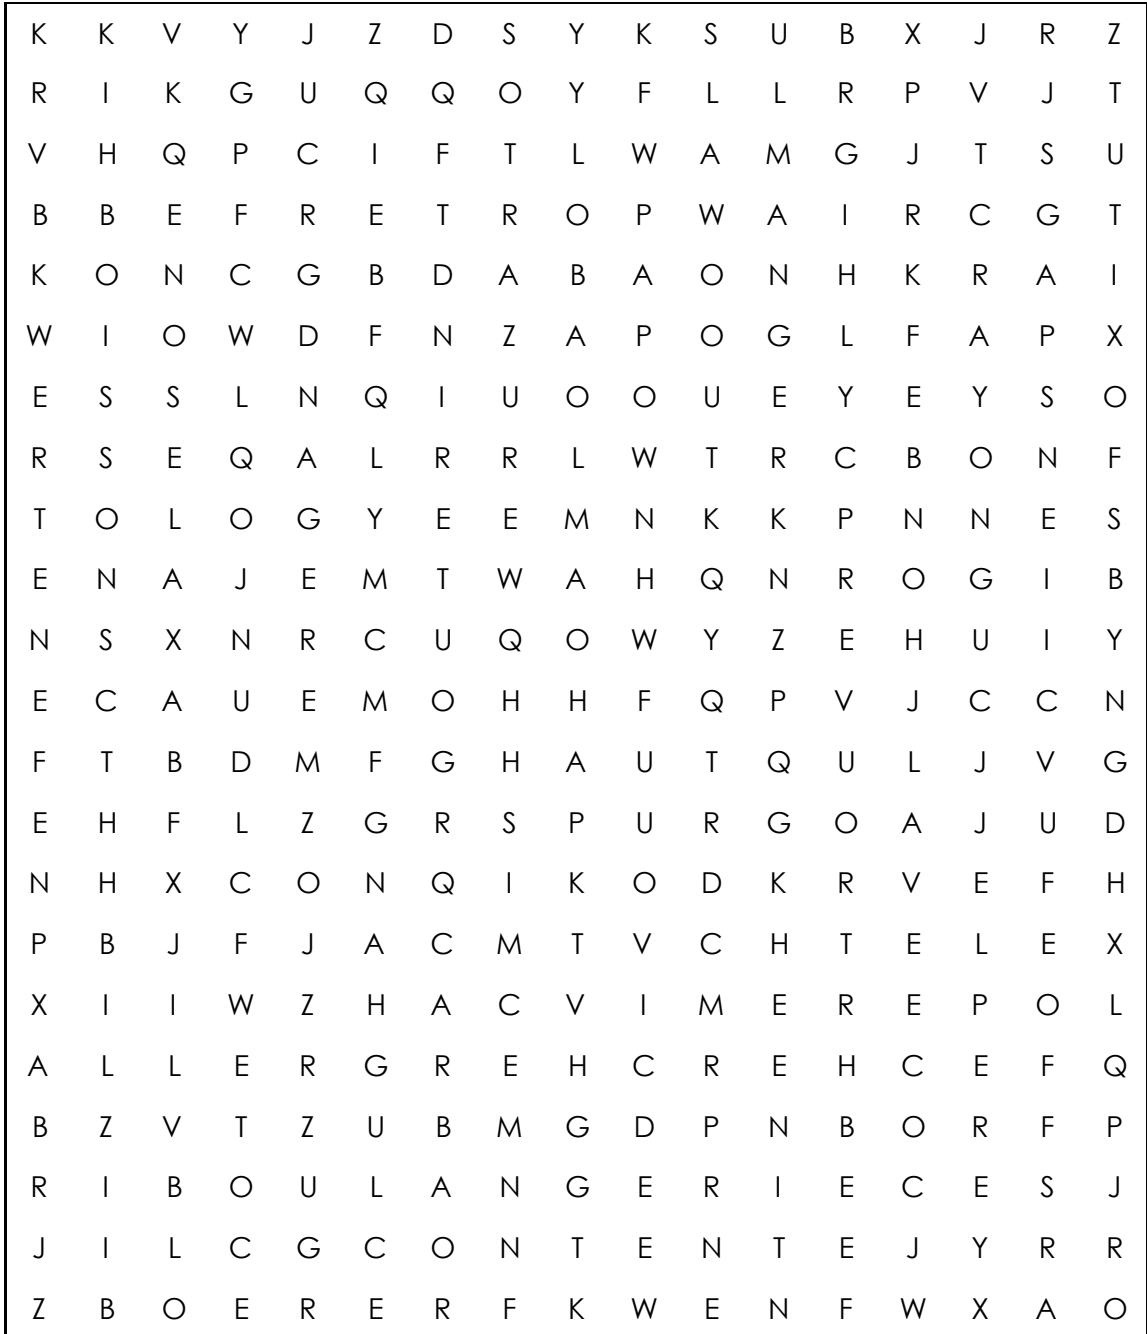 K K V Y J Z D S Y K S U B X J R Z
R I K G U Q Q O Y F L L R P V J T
V H Q P C I F T L W A M G J T S U
B B E F R E T R O P W A I R C G T
K O N C G B D A B A O N H K R A I
W I O W D F N Z A P O G L F A P X
E S S L N Q I U O O U E Y E Y S O
R S E Q A L R R L W T R C B O N F
T O L O G Y E E M N K K P N N E S
E N A J E M T W A H Q N R O G I B
N S X N R C U Q O W Y Z E H U I Y
E C A U E M O H H F Q P V J C C N
F T B D M F G H A U T Q U L J V G
E H F L Z G R S P U R G O A J U D
N H X C O N Q I K O D K R V E F H
P B J F J A C M T V C H T E L E X
X I I W Z H A C V I M E R E P O L
A L L E R G R E H C R E H C E F Q
B Z V T Z U B M G D P N B O R F P
R I B O U L A N G E R I E C E S J
J I L C G C O N T E N T E J Y R R
Z B O E R E R F K W E N F W X A O